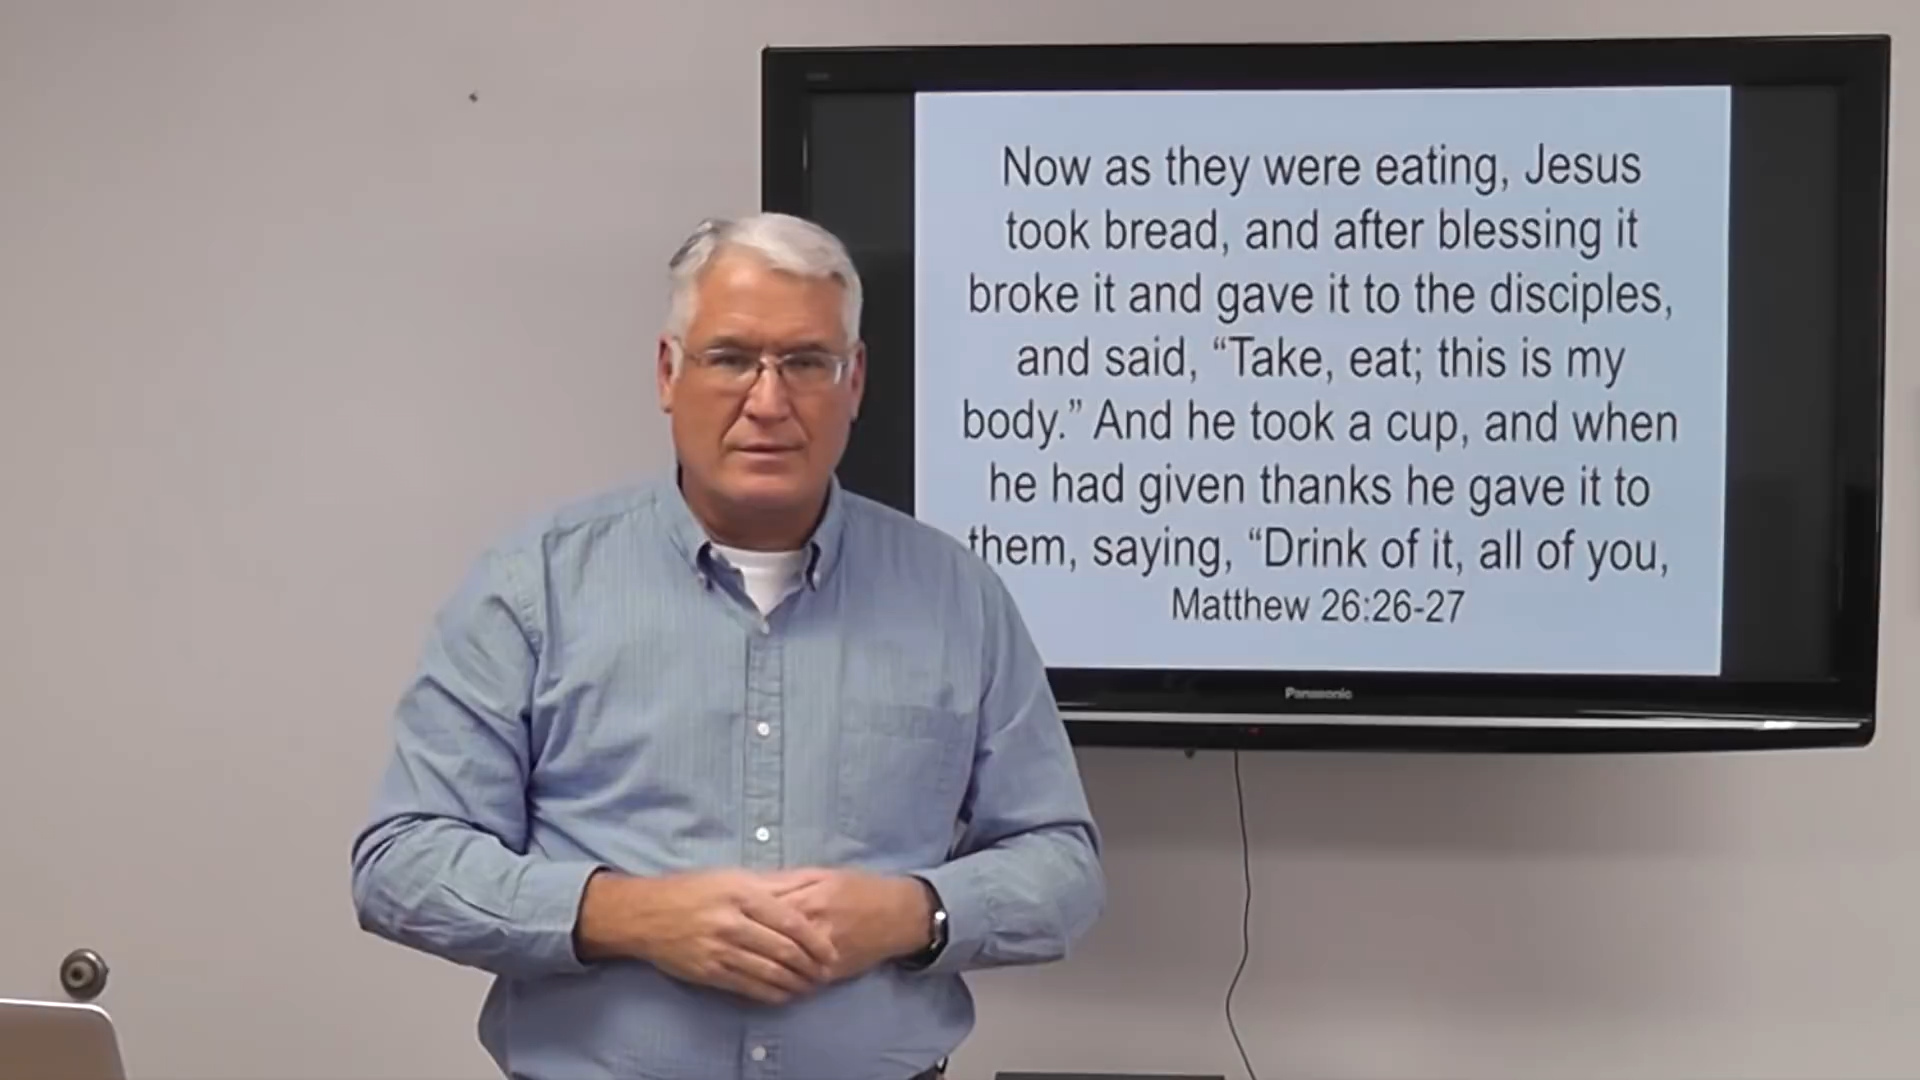 Now as they were eating, Jesus
took bread, and after blessing it
broke it and gave it to the disciples,
and said, “Take, eat; this is my
body.” And he took a cup, and when
he had given thanks he gave it to
them, saying, “Drink of it, all of you,
Matthew 26:26-27
Panasonic